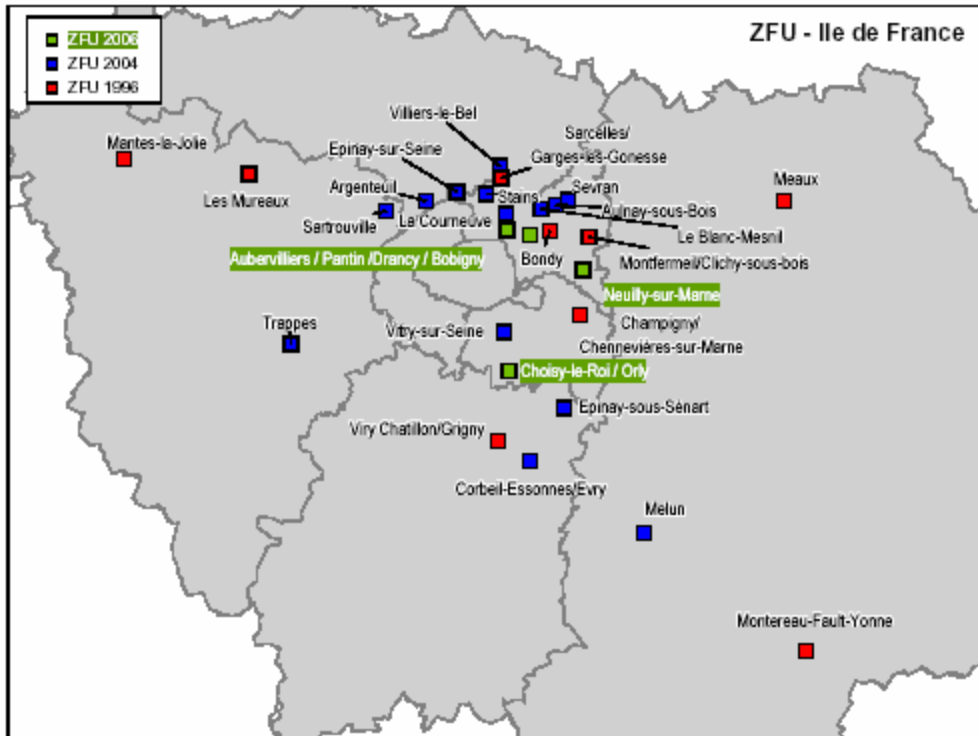 ZFU - Ile de France
ZFU 2006
ZFU 2004
ZFU 1996
Villiers-le-Bel
Sarcelles/
Garges-les-Gonesse
Mantes-la-Jolie
Epinay-sur-Seine
Les Mureaux
Argenteuil
Stains
Sevran
Meaux
Sartrouville
La Courneuve
Aulnay-sous-Bois
Le Blanc-Mesnil
Aubervilliers / Pantin /Drancy / Bobigny
Bondy
Montfermeil/Clichy-sous-bois
Neuilly-sur-Marne
Trappes
Vitry-sur-Seine
Champigny/
Chennevières-sur-Marne
Choisy-le-Roi / Orly
Epinay-sous-Sénart
Viry Chatillon/Grigny
Corbeil-Essonnes/Evry
Melun
Montereau-Fault-Yonne